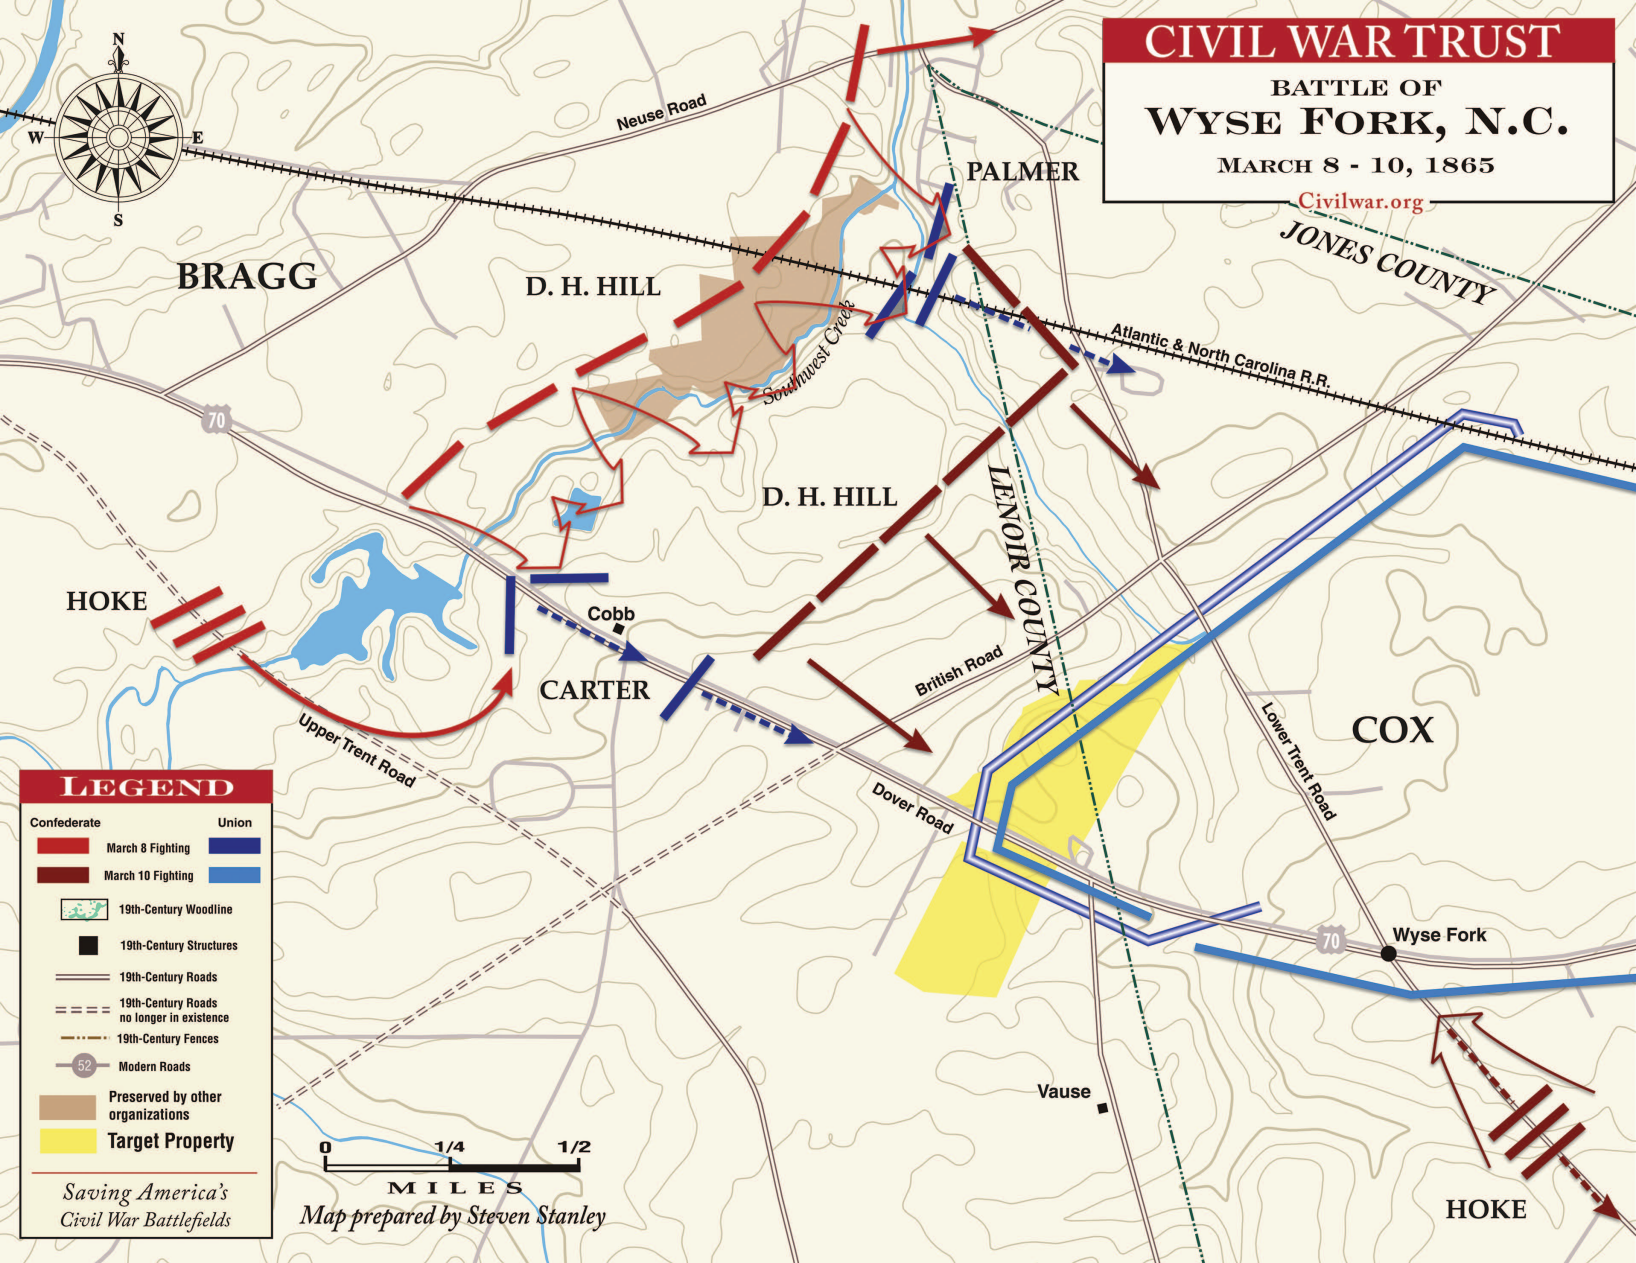 CIVIL WAR TRUST
BATTLE OF
WYSE FORK, N.C.
MARCH 8 - 10, 1865
Civilwar.org
N
W
E
S
Neuse Road
PALMER
JONES COUNTY
BRAGG
D. H. HILL
Southwest Creek
Atlantic & North Carolina R.R.
70
D. H. HILL
LENOIR COUNTY
HOKE
Cobb
CARTER
British Road
Upper Trent Road
Lower Trent Road
COX
Dover Road
70
Wyse Fork
Vause
HOKE
LEGEND
Confederate
Union
March 8 Fighting
March 10 Fighting
19th-Century Woodline
19th-Century Structures
19th-Century Roads
19th-Century Roads
no longer in existence
19th-Century Fences
52
Modern Roads
Preserved by other
organizations
Target Property
Saving America's
Civil War Battlefields
0 1/4 1/2
MILES
Map prepared by Steven Stanley